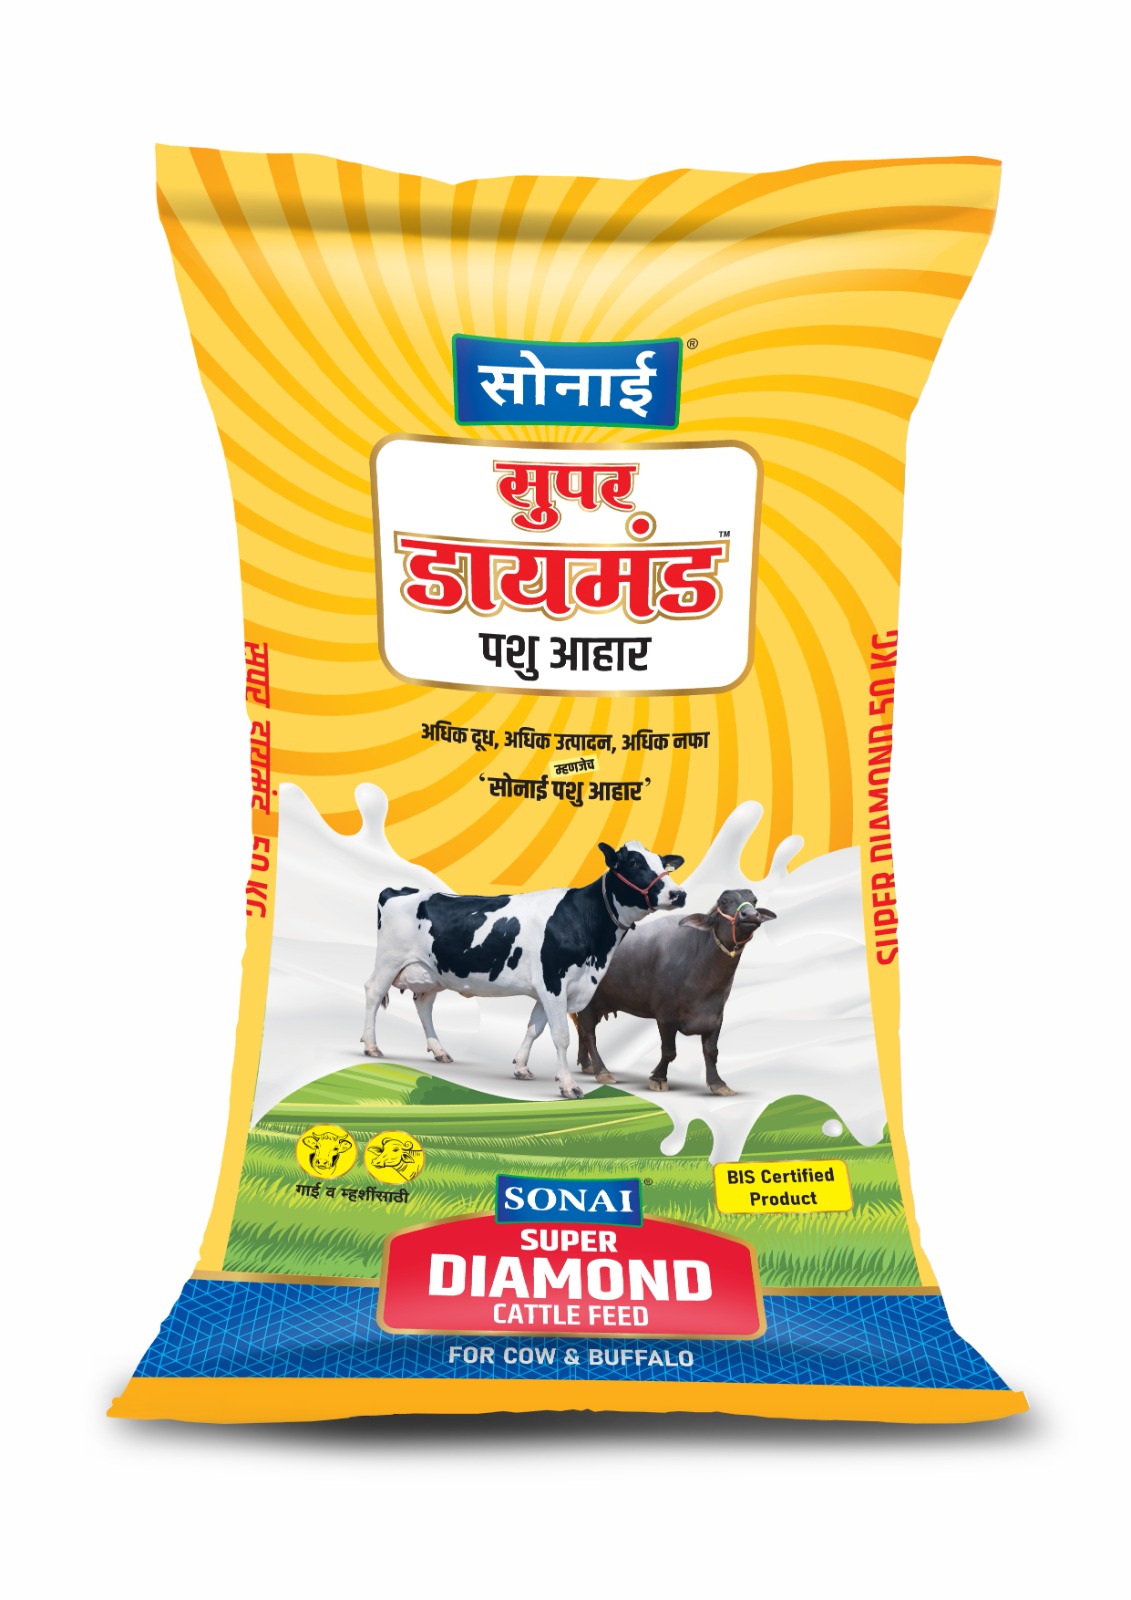 सोनाई®
सुपर
डायमंड™
पशु आहार
अधिक दूध, अधिक उत्पादन, अधिक नफा
म्हणजेच
‘सोनाई पशु आहार’
सुपर डायमंड 50 KG
SUPER DIAMOND 50 KG
गाई व म्हशींसाठी
BIS Certified
Product
SONAI®
SUPER
DIAMOND
CATTLE FEED
FOR COW & BUFFALO